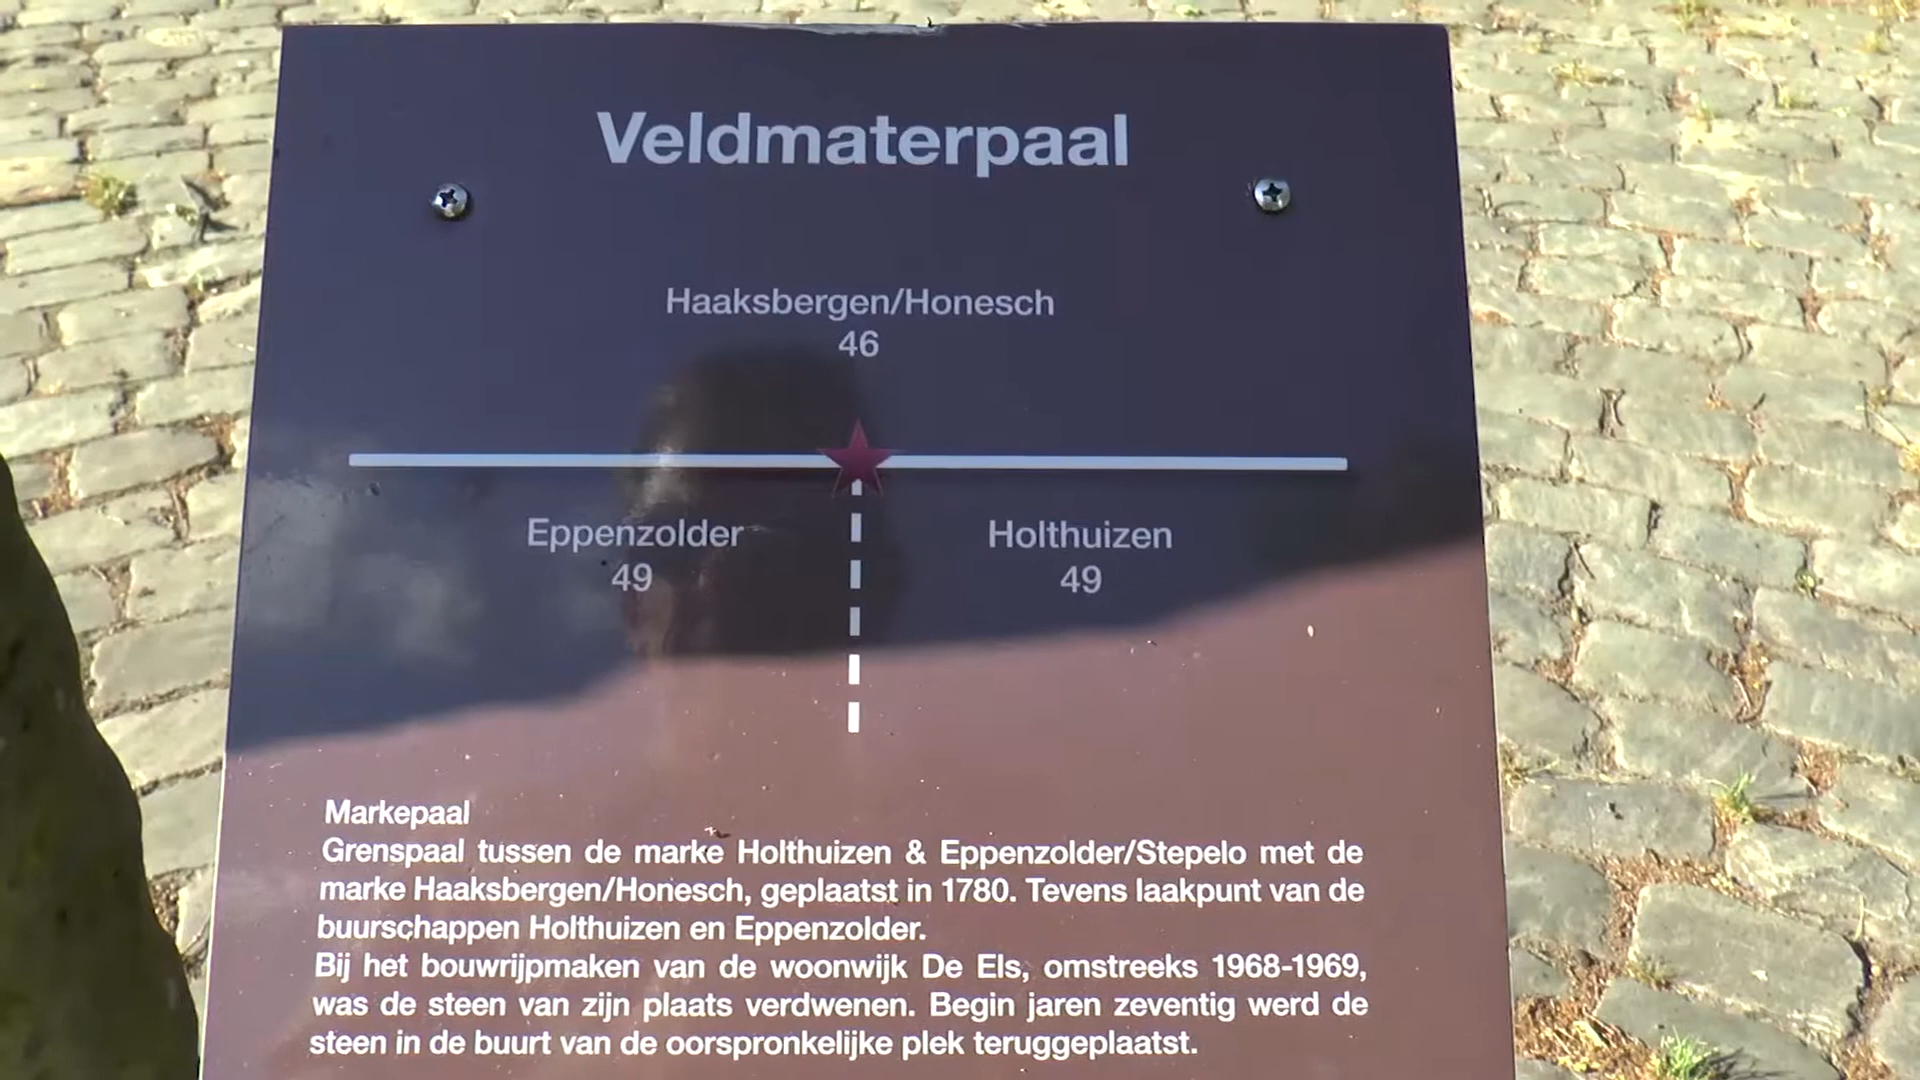 Veldmaterpaal
Haaksbergen/Honesch
46
Eppenzolder
49
Holthuizen
49
Markepaal
Grenspaal tussen de marke Holthuizen & Eppenzolder/Stepelo met de
marke Haaksbergen/Honesch, geplaatst in 1780. Tevens laakpunt van de
buurschappen Holthuizen en Eppenzolder.
Bij het bouwrijpmaken van de woonwijk De Els, omstreeks 1968-1969,
was de steen van zijn plaats verdwenen. Begin jaren zeventig werd de
steen in de buurt van de oorspronkelijke plek teruggeplaatst.